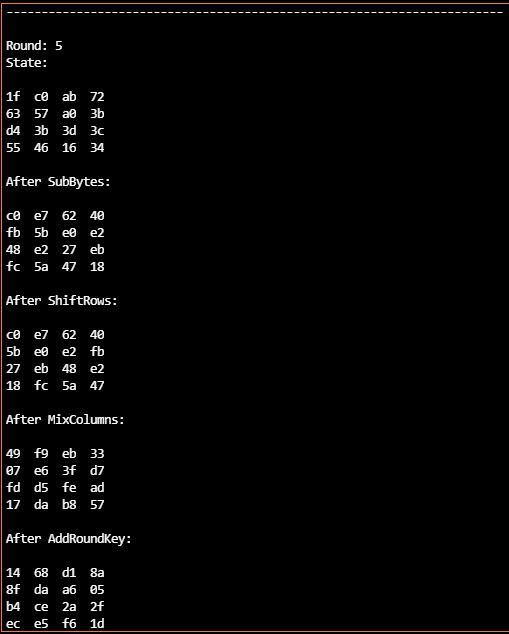 -----------------------------------------------------------------------
Round: 5
State:
1f c0 ab 72
63 57 a0 3b
d4 3b 3d 3c
55 46 16 34
After SubBytes:
c0 e7 62 40
fb 5b e0 e2
48 e2 27 eb
fc 5a 47 18
After ShiftRows:
c0 e7 62 40
5b e0 e2 fb
27 eb 48 e2
18 fc 5a 47
After MixColumns:
49 f9 eb 33
07 e6 3f d7
fd d5 fe ad
17 da b8 57
After AddRoundKey:
14 68 d1 8a
8f da a6 05
b4 ce 2a 2f
ec e5 f6 1d